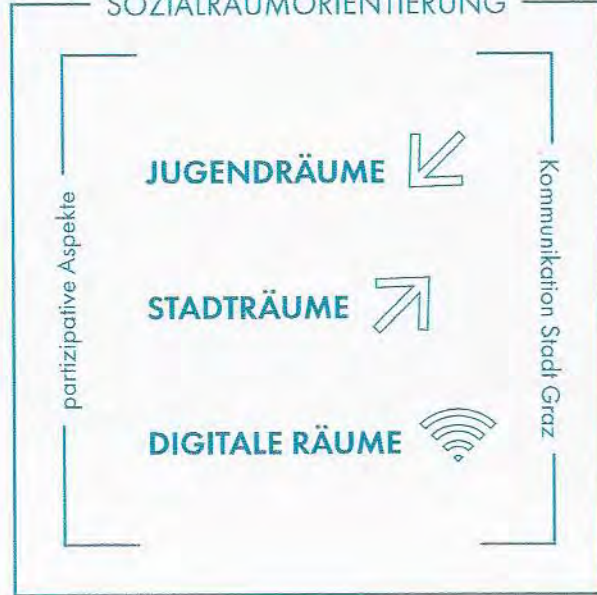 SOZIALRAUMORIENTIERUNG
partizipative Aspekte
JUGENDRÄUME
STADTRÄUME
DIGITALE RÄUME
Kommunikation Stadt Graz